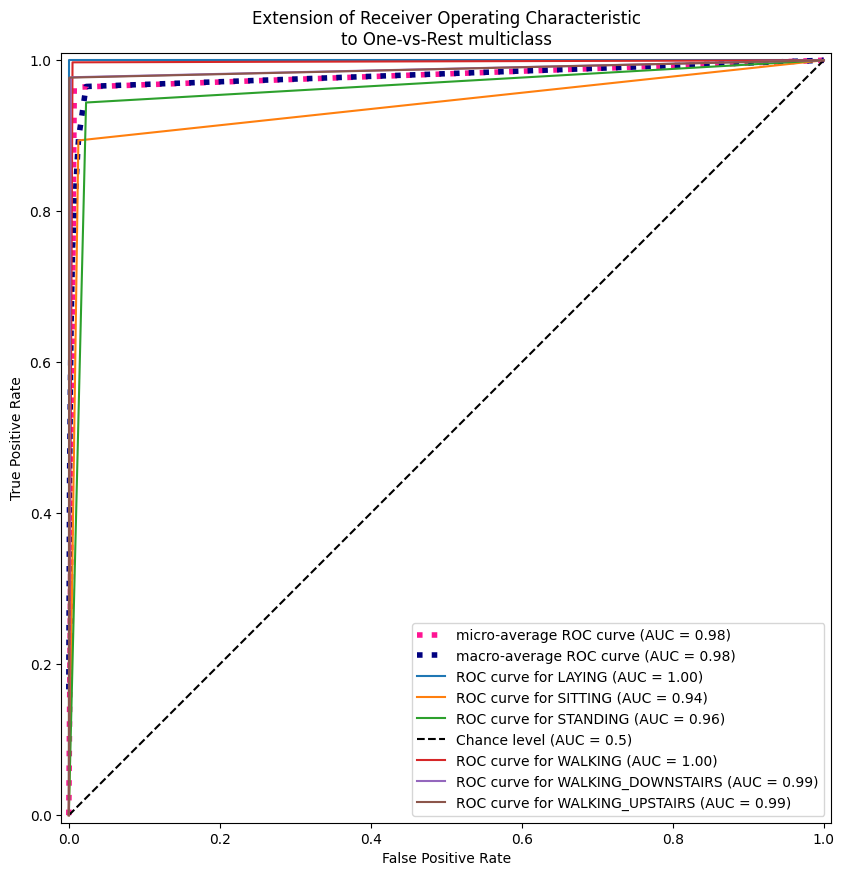 Extension of Receiver Operating Characteristic
to One-vs-Rest multiclass
True Positive Rate
1.0
0.8
0.6
0.4
0.2
0.0
micro-average ROC curve (AUC = 0.98)
macro-average ROC curve (AUC = 0.98)
ROC curve for LAYING (AUC = 1.00)
ROC curve for SITTING (AUC = 0.94)
ROC curve for STANDING (AUC = 0.96)
Chance level (AUC = 0.5)
ROC curve for WALKING (AUC = 1.00)
ROC curve for WALKING_DOWNSTAIRS (AUC = 0.99)
ROC curve for WALKING_UPSTAIRS (AUC = 0.99)
0.0 0.2 0.4 0.6 0.8 1.0
False Positive Rate